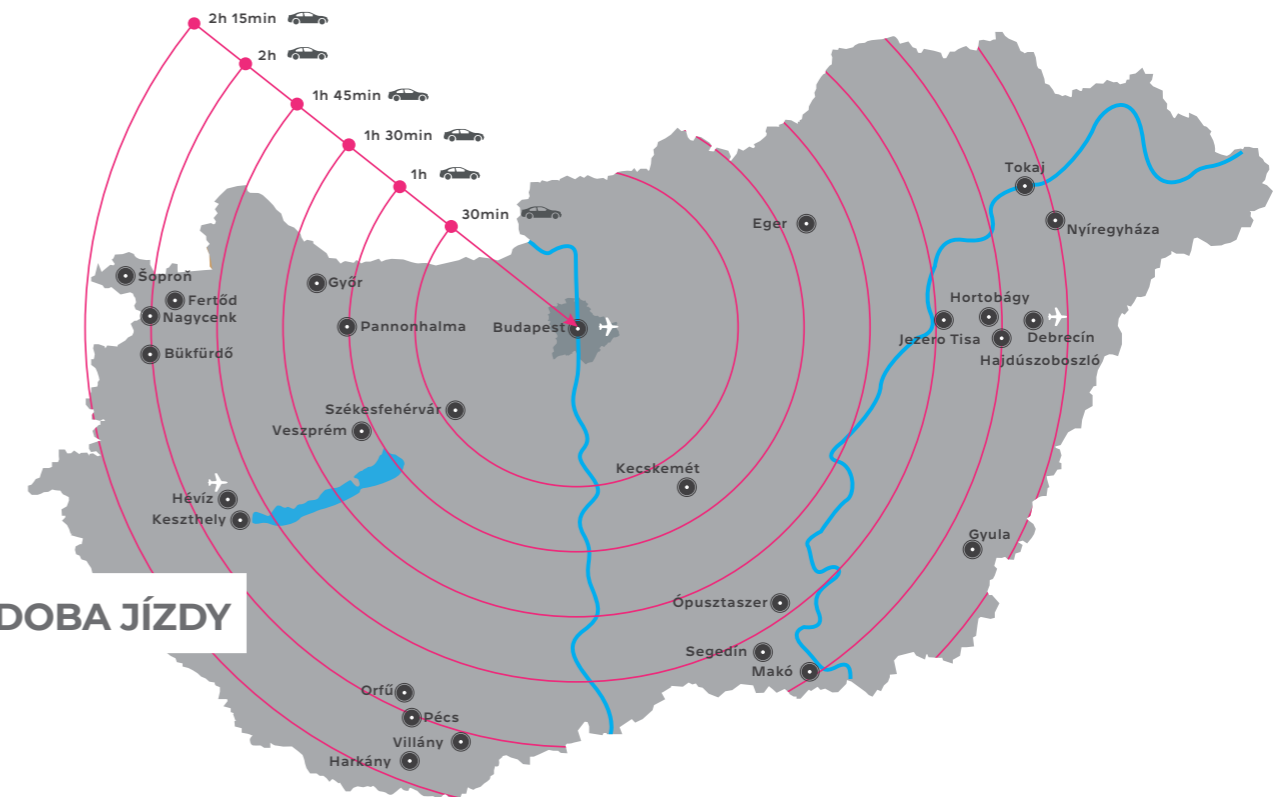 2h 15min
2h
1h 45min
1h 30min
1h
30min
Tokaj
Eger
Nyíregyháza
Šoproň
Győr
Fertőd
Hortobágy
Nagycenk
Pannonhalma
Budapest
Jezero Tisa
Debrecín
Bükfürdő
Hajdúszoboszló
Székesfehérvár
Veszprém
Kecskemét
Hévíz
Keszthely
Gyula
DOBA JÍZDY
Ópusztaszer
Segedín
Makó
Orfű
Pécs
Villány
Harkány